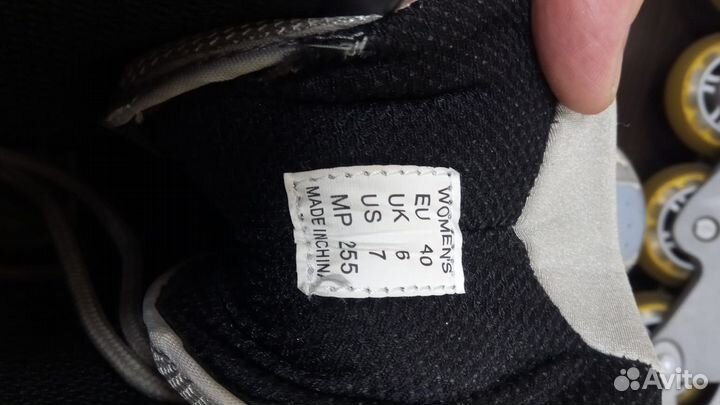 WOMEN'S
EU 40
UK 6
US 7
MP 255
MADE IN CHIN
Avito